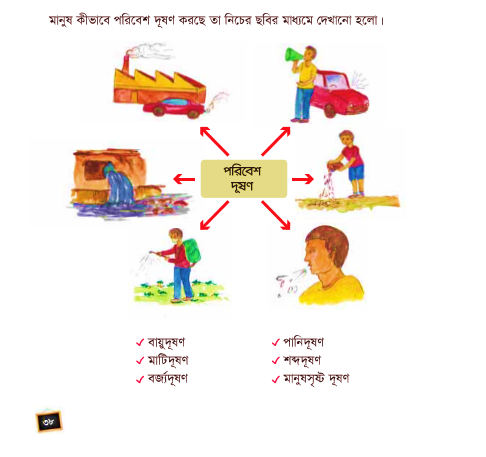 মানুষ কীভাবে পরিবেশ দূষণ করছে তা নিচের ছবির মাধ্যমে দেখানো হলো।
পরিবেশ
দূষণ
✓ বায়ুদূষণ
✓ পানিদূষণ
✓ মাটিদূষণ
✓ শব্দদূষণ
✓ বর্জ্যদূষণ
✓ মানুষসৃষ্ট দূষণ
৩৮